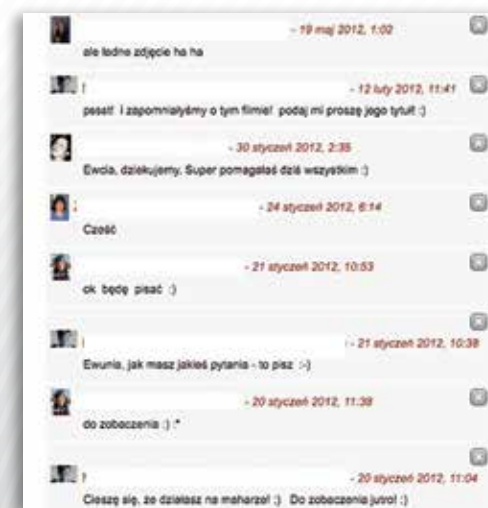 - 19 maj 2012, 1:02
ale ładne zdjęcie ha ha
- 12 luty 2012, 11:41
pssst! i zapomniałyśmy o tym filmie! podaj mi proszę jego tytuł! :)
- 30 styczeń 2012, 2:35
Ewcia, dziekujemy. Super pomagałaś dziś wszystkim :)
- 24 styczeń 2012, 6:14
Cześć
- 21 styczeń 2012, 10:53
ok będę pisać :)
- 21 styczeń 2012, 10:38
Ewunia, jak masz jakieś pytania - to pisz :-)
- 20 styczeń 2012, 11:38
do zobaczenia :) :*
- 20 styczeń 2012, 11:04
Cieszę się, że działasz na maharze! :) Do zobaczenia jutro! :)